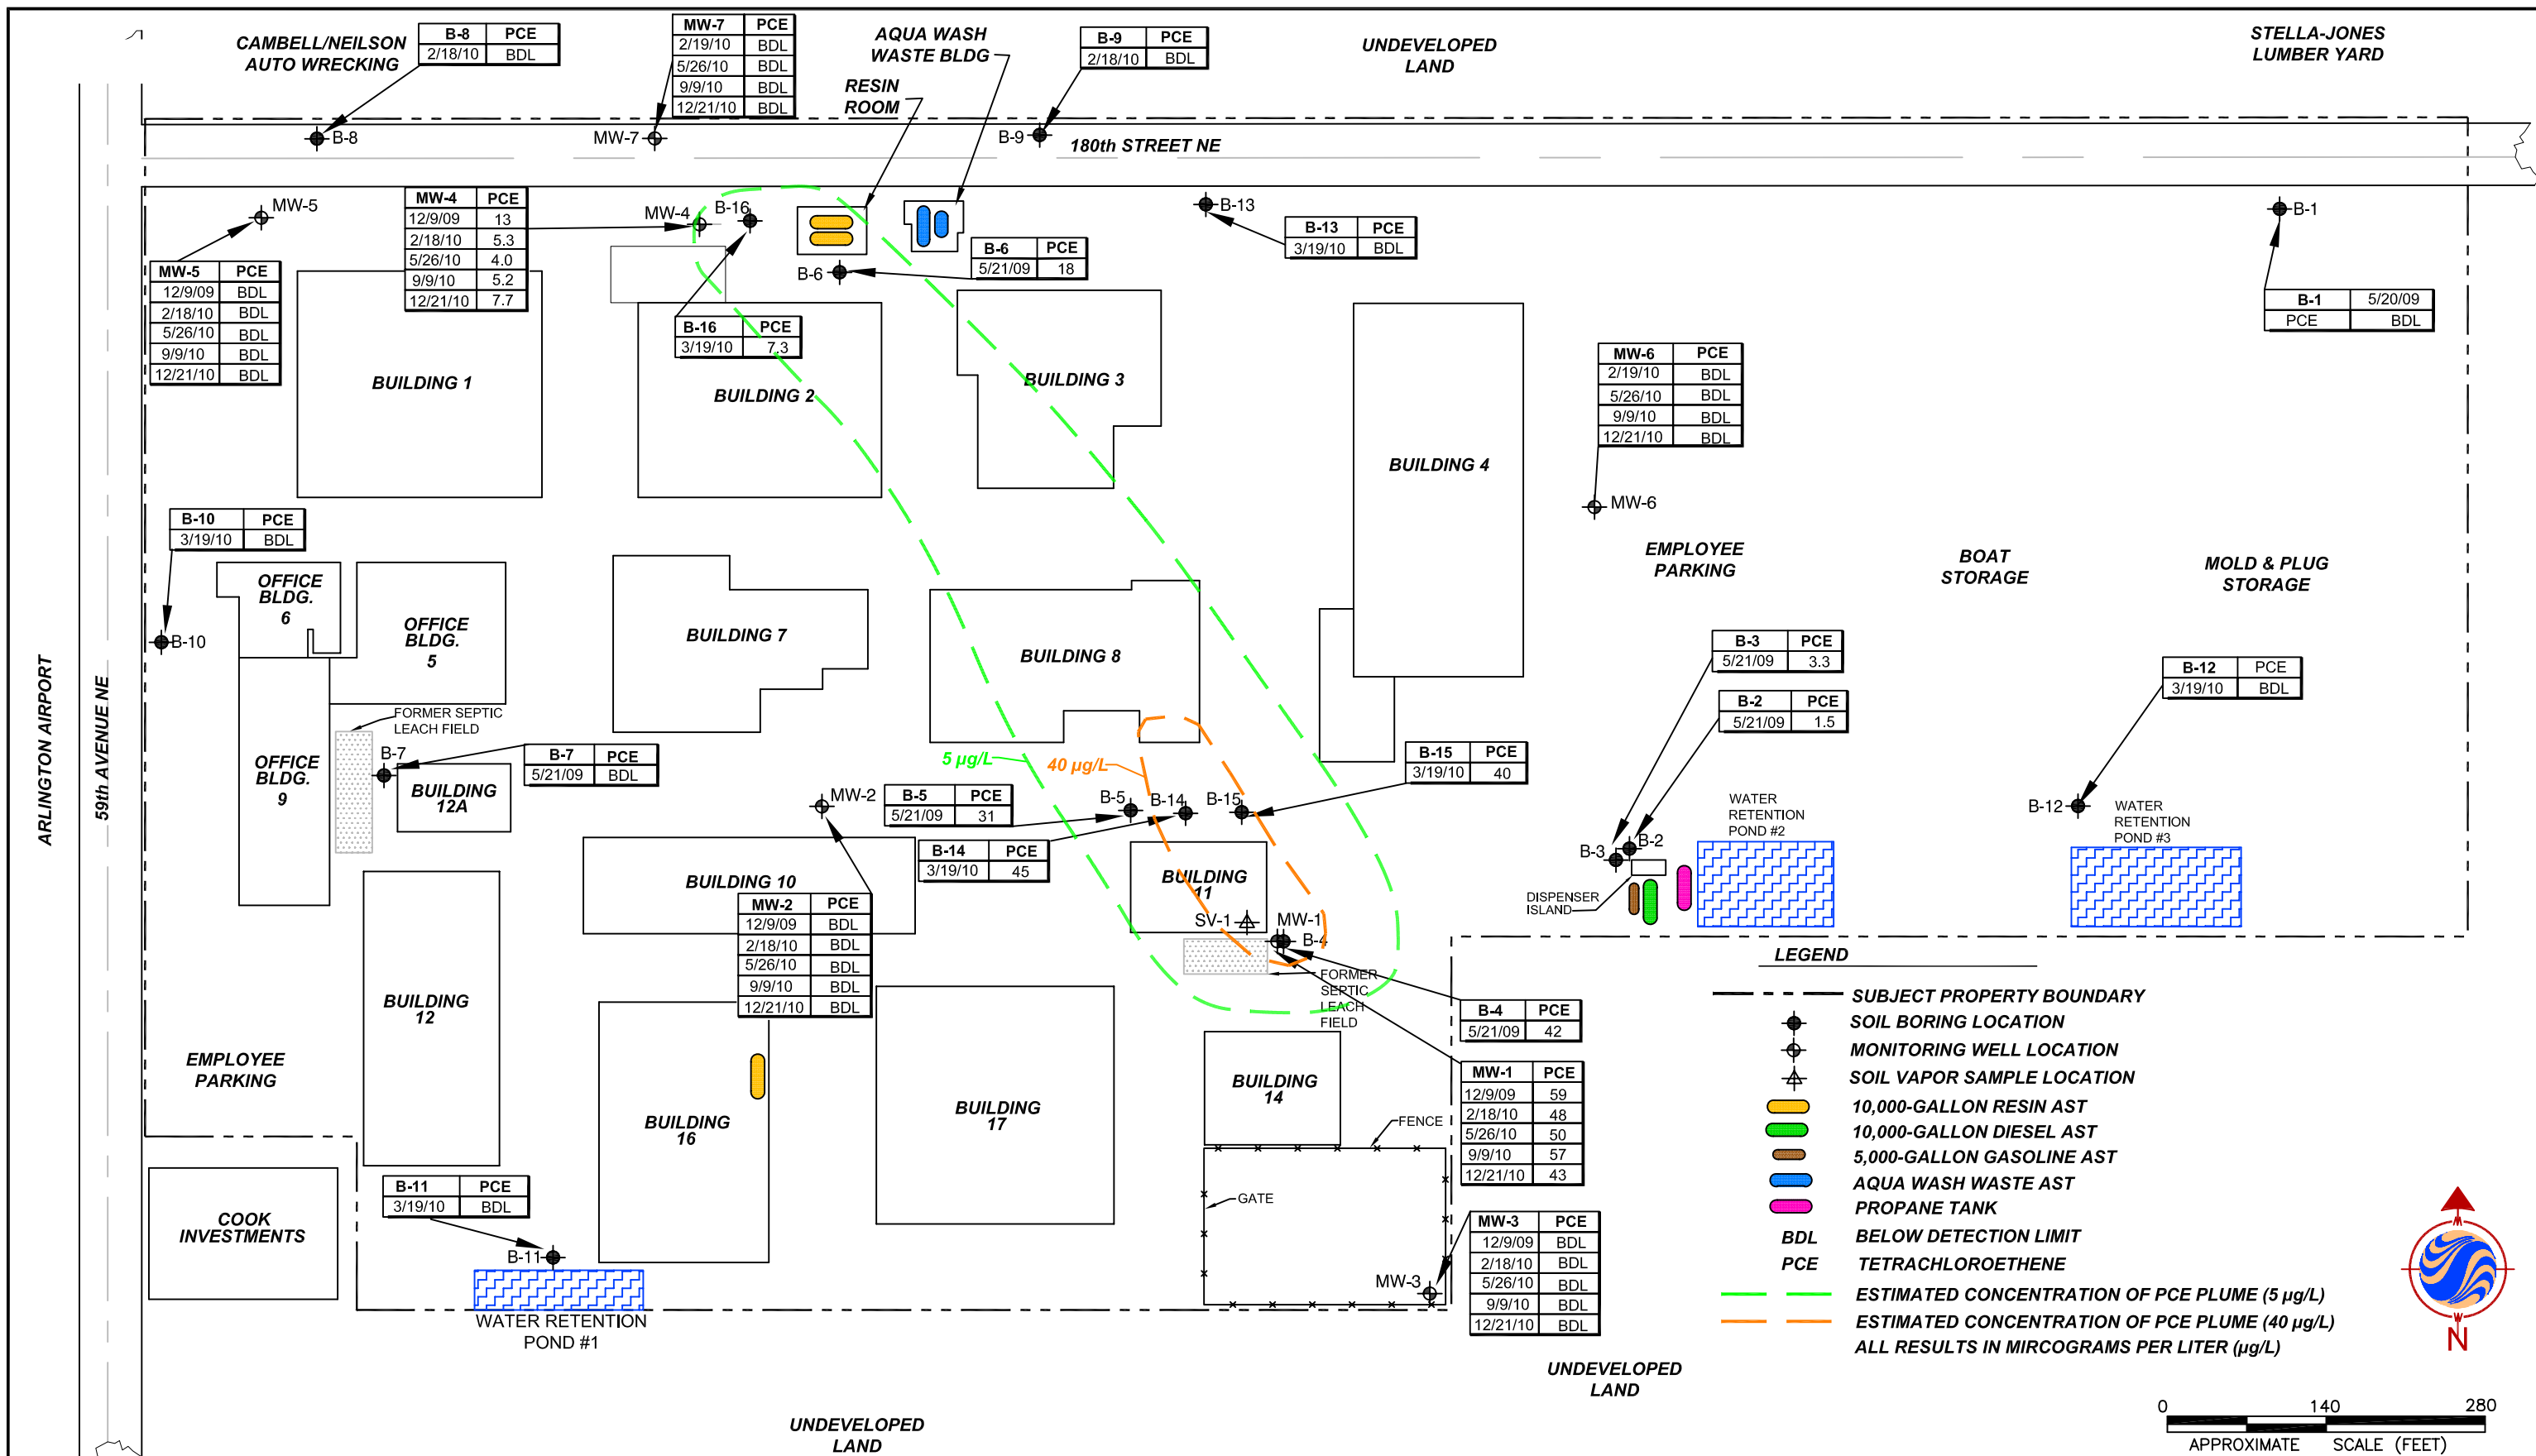 CAMBELL/NEILSON
AUTO WRECKING
B-8 PCE
2/18/10 BDL
MW-7 PCE
2/19/10 BDL
5/26/10 BDL
9/9/10 BDL
12/21/10 BDL
AQUA WASH
WASTE BLDG
RESIN
ROOM
B-9 PCE
2/18/10 BDL
UNDEVELOPED
LAND
STELLA-JONES
LUMBER YARD
B-8
MW-7
B-9
180th STREET NE
MW-5
MW-4 PCE
12/9/09 13
2/18/10 5.3
5/26/10 4.0
9/9/10 5.2
12/21/10 7.7
MW-4
B-16
B-13
B-1
B-13 PCE
3/19/10 BDL
B-6 PCE
5/21/09 18
B-6
MW-5 PCE
12/9/09 BDL
2/18/10 BDL
5/26/10 BDL
9/9/10 BDL
12/21/10 BDL
B-1 5/20/09
PCE BDL
B-16 PCE
3/19/10 7.3
BUILDING 1
BUILDING 2
BUILDING 3
BUILDING 4
MW-6 PCE
2/19/10 BDL
5/26/10 BDL
9/9/10 BDL
12/21/10 BDL
MW-6
B-10 PCE
3/19/10 BDL
B-10
OFFICE
BLDG.
6
OFFICE
BLDG.
5
BUILDING 7
BUILDING 8
EMPLOYEE
PARKING
BOAT
STORAGE
MOLD & PLUG
STORAGE
B-3 PCE
5/21/09 3.3
B-2 PCE
5/21/09 1.5
B-12 PCE
3/19/10 BDL
ARLINGTON AIRPORT
59th AVENUE NE
FORMER SEPTIC
LEACH FIELD
OFFICE
BLDG.
9
B-7
B-7 PCE
5/21/09 BDL
BUILDING
12A
MW-2
5 µg/L
40 µg/L
B-15 PCE
3/19/10 40
B-5 PCE
5/21/09 31
B-5
B-14
B-15
B-14 PCE
3/19/10 45
WATER
RETENTION
POND #2
B-12
WATER
RETENTION
POND #3
B-3
B-2
DISPENSER
ISLAND
BUILDING 10
BUILDING
11
SV-1
MW-1
B-4
MW-2 PCE
12/9/09 BDL
2/18/10 BDL
5/26/10 BDL
9/9/10 BDL
12/21/10 BDL
FORMER
SEPTIC
LEACH
FIELD
BUILDING
12
EMPLOYEE
PARKING
BUILDING
16
BUILDING
17
BUILDING
14
B-4 PCE
5/21/09 42
MW-1 PCE
12/9/09 59
2/18/10 48
5/26/10 50
9/9/10 57
12/21/10 43
FENCE
GATE
COOK
INVESTMENTS
B-11 PCE
3/19/10 BDL
B-11
WATER RETENTION
POND #1
MW-3
MW-3 PCE
12/9/09 BDL
2/18/10 BDL
5/26/10 BDL
9/9/10 BDL
12/21/10 BDL
UNDEVELOPED
LAND
UNDEVELOPED
LAND
LEGEND
SUBJECT PROPERTY BOUNDARY
SOIL BORING LOCATION
MONITORING WELL LOCATION
SOIL VAPOR SAMPLE LOCATION
10,000-GALLON RESIN AST
10,000-GALLON DIESEL AST
5,000-GALLON GASOLINE AST
AQUA WASH WASTE AST
PROPANE TANK
BDL BELOW DETECTION LIMIT
PCE TETRACHLOROETHENE
ESTIMATED CONCENTRATION OF PCE PLUME (5 µg/L)
ESTIMATED CONCENTRATION OF PCE PLUME (40 µg/L)
ALL RESULTS IN MIRCOGRAMS PER LITER (µg/L)
N
0 140 280
APPROXIMATE SCALE (FEET)